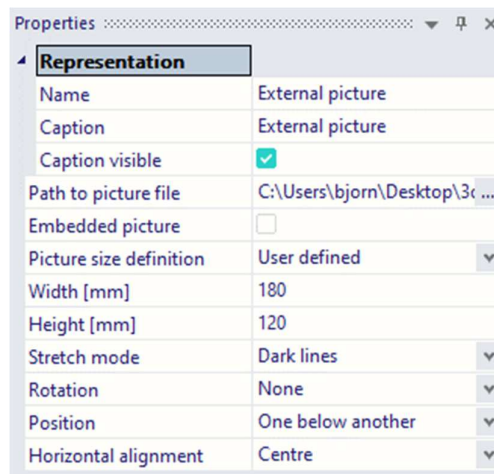 Properties
Representation
Name External picture
Caption External picture
Caption visible
Path to picture file C:\Users\bjorn\Desktop\3d ...
Embedded picture
Picture size definition User defined
Width [mm] 180
Height [mm] 120
Stretch mode Dark lines
Rotation None
Position One below another
Horizontal alignment Centre